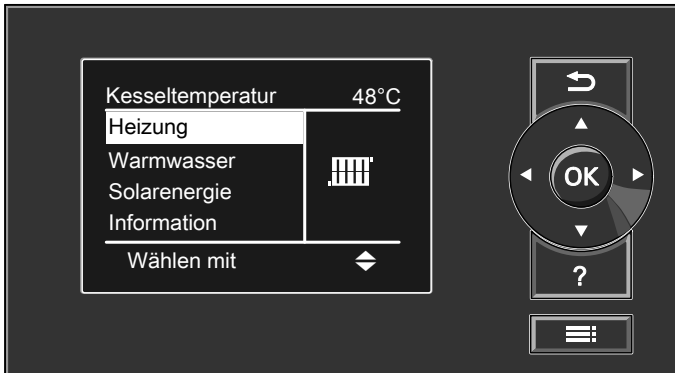 Kesseltemperatur 48°C
Heizung
Warmwasser
Solarenergie
Information
Wählen mit
OK
?